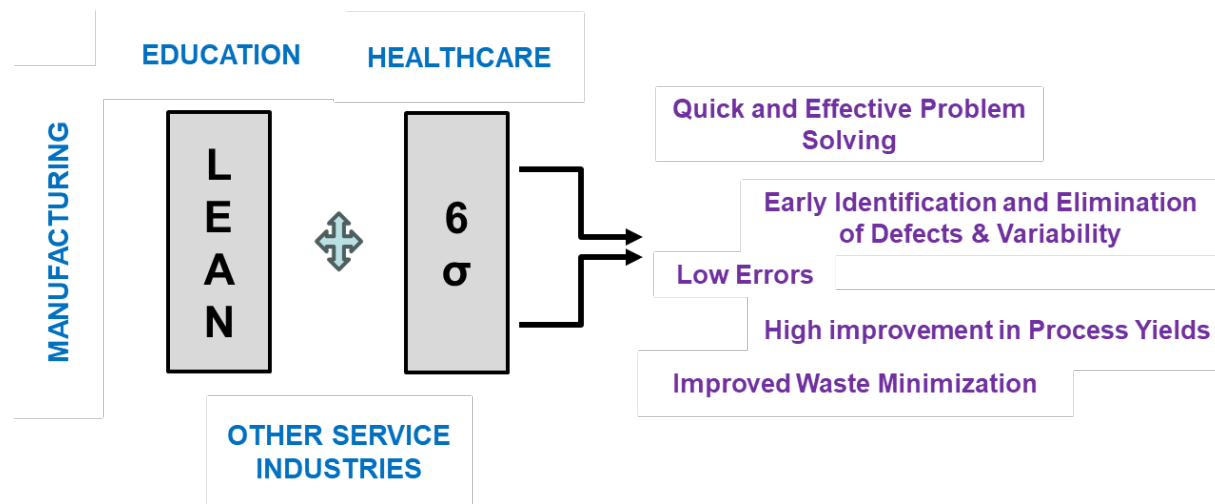 EDUCATION
HEALTHCARE
MANUFACTURING
L
E
A
N
6
σ
OTHER SERVICE
INDUSTRIES
Quick and Effective Problem
Solving
Early Identification and Elimination
of Defects & Variability
Low Errors
High improvement in Process Yields
Improved Waste Minimization